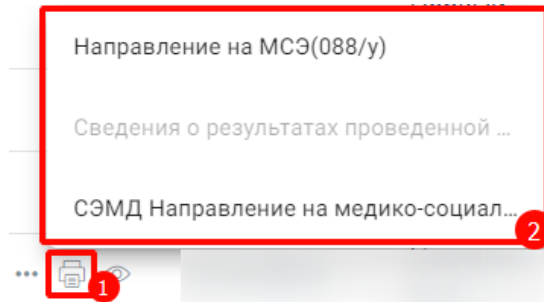 Направление на МСЭ(088/у)
Сведения о результатах проведенной ...
СЭМД Направление на медико-социал...
2
1